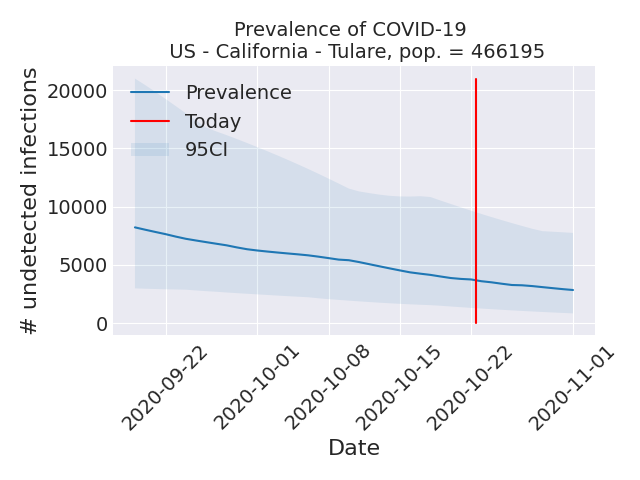 Prevalence of COVID-19
US - California - Tulare, pop. = 466195
# undetected infections
20000
15000
10000
5000
0
Prevalence
Today
95CI
2020-09-22
2020-10-01
2020-10-08
2020-10-15
2020-10-22
2020-11-01
Date